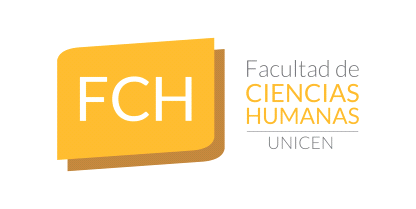 FCH
Facultad de
CIENCIAS
HUMANAS
UNICEN